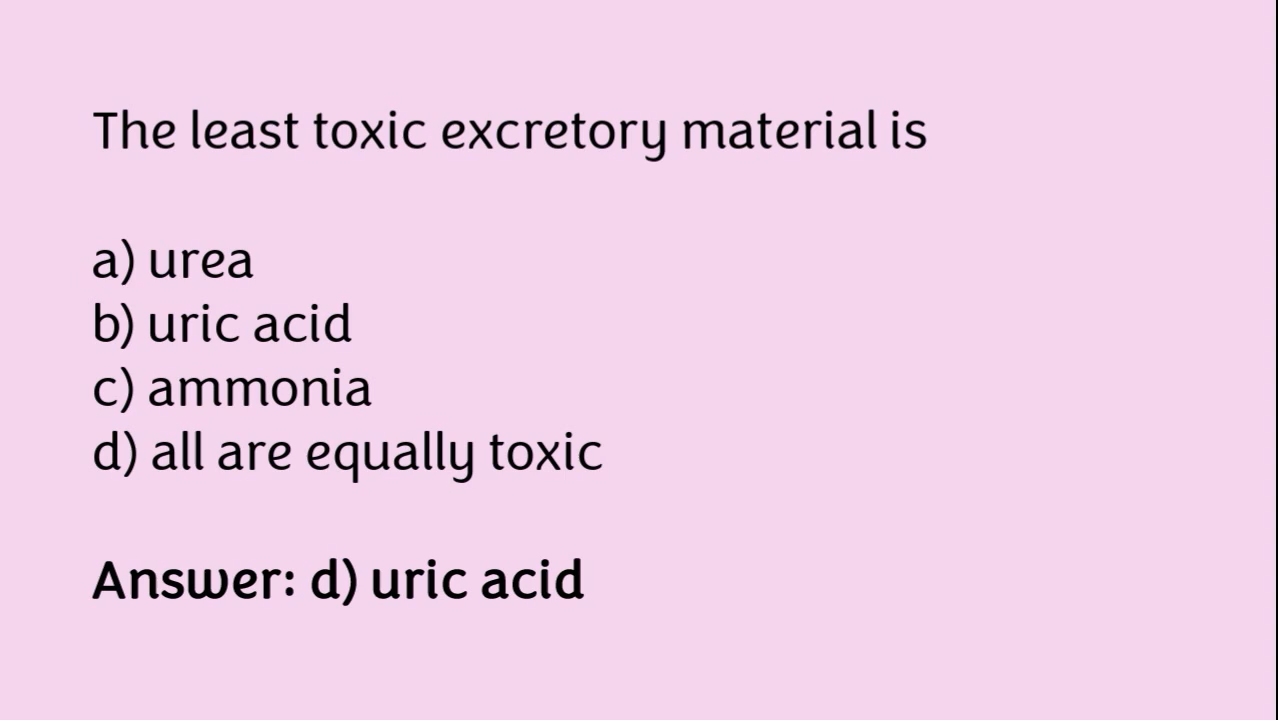 The least toxic excretory material is
a) urea
b) uric acid
c) ammonia
d) all are equally toxic
Answer: d) uric acid